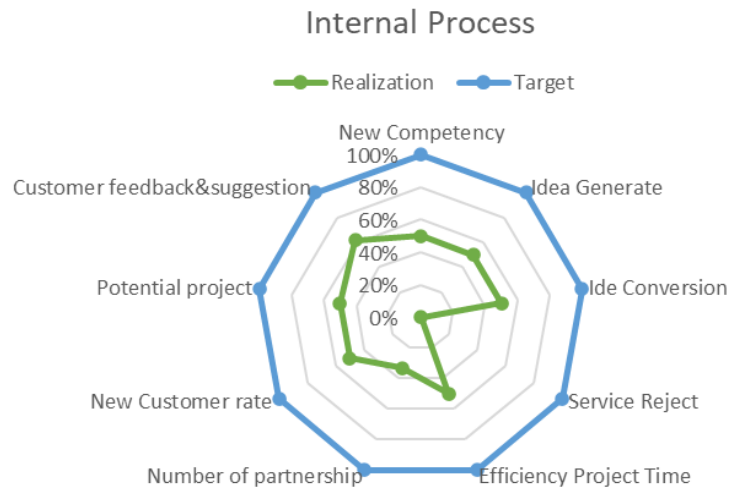 Internal Process
Realization
Target
New Competency
100%
80%
60%
40%
20%
0%
Idea Generate
Ide Conversion
Service Reject
Efficiency Project Time
Number of partnership
New Customer rate
Potential project
Customer feedback&suggestion